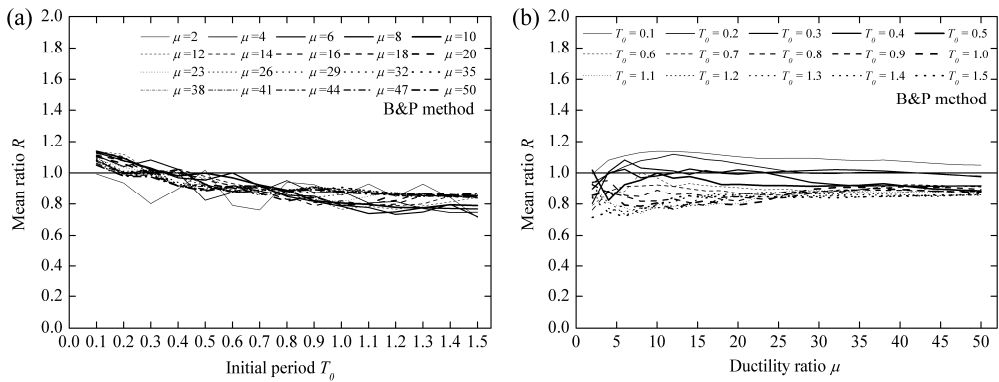 (a)
2.0
1.8
1.6
1.4
1.2
1.0
0.8
0.6
0.4
0.2
0.0
Mean ratio R
μ=2 μ=4 μ=6 μ=8 μ=10
μ=12 μ=14 μ=16 μ=18 μ=20
μ=23 μ=26 μ=29 μ=32 μ=35
μ=38 μ=41 μ=44 μ=47 μ=50
B&P method
0.0 0.1 0.2 0.3 0.4 0.5 0.6 0.7 0.8 0.9 1.0 1.1 1.2 1.3 1.4 1.5
Initial period T0
(b)
2.0
1.8
1.6
1.4
1.2
1.0
0.8
0.6
0.4
0.2
0.0
Mean ratio R
T0 = 0.1 T0 = 0.2 T0 = 0.3 T0 = 0.4 T0 = 0.5
T0 = 0.6 T0 = 0.7 T0 = 0.8 T0 = 0.9 T0 = 1.0
T0 = 1.1 T0 = 1.2 T0 = 1.3 T0 = 1.4 T0 = 1.5
B&P method
0 5 10 15 20 25 30 35 40 45 50
Ductility ratio μ